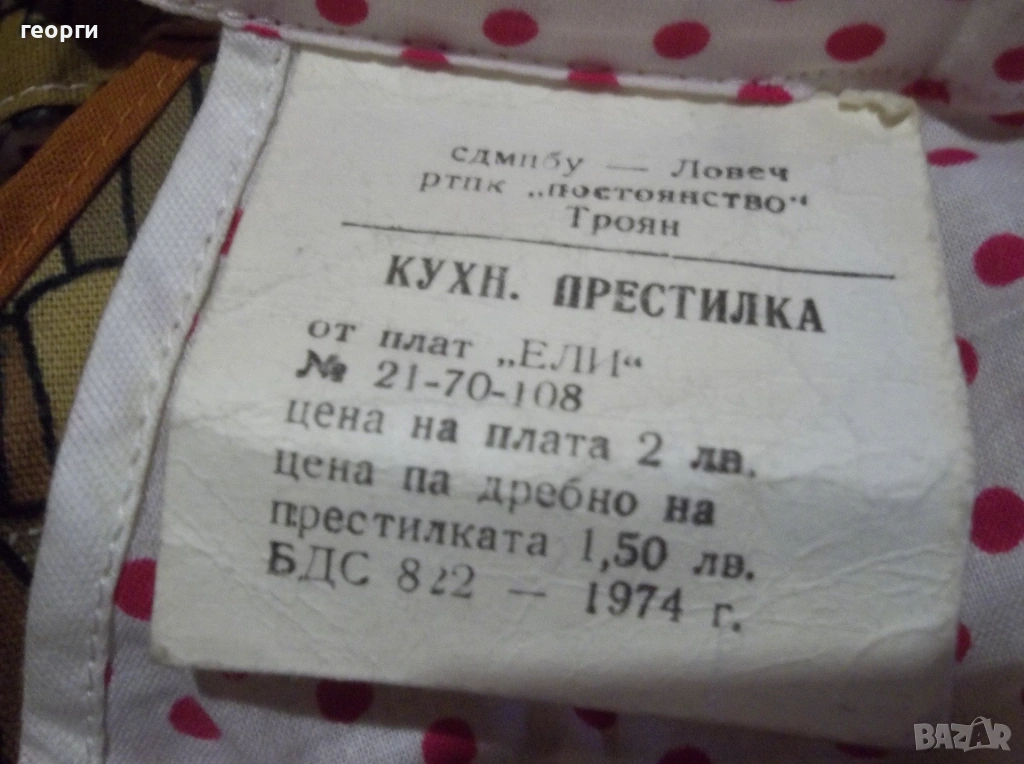 георги
сдмпбу — Ловеч
ртпк „постоянство“
Троян
КУХН. ПРЕСТИЛКА
от плат „ЕЛИ“
№ 21-70-108
цена на плата 2 лв.
цена па дребно на
престилката 1,50 лв.
БДС 822 — 1974 г.
BAZAR